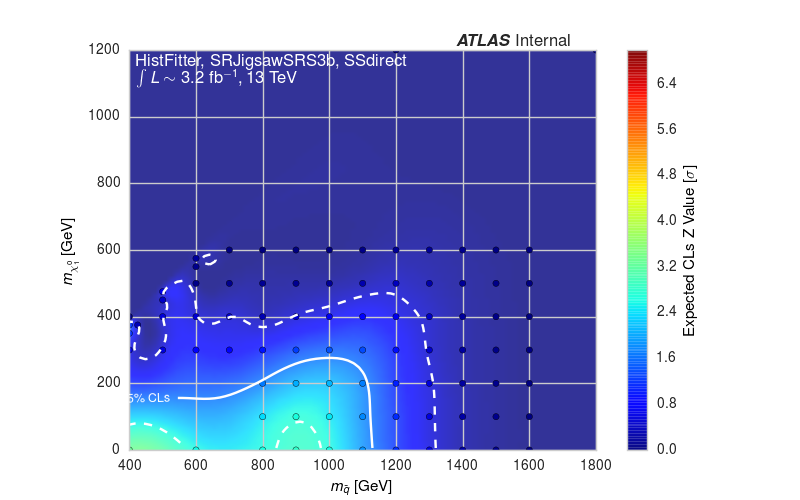 ATLAS Internal
HistFitter, SRJigsawSRS3b, SSdirect
∫ L ∼ 3.2 fb⁻¹, 13 TeV
1200
1000
800
600
400
200
0
m_χ̃₁⁰ [GeV]
5% CLs
400 600 800 1000 1200 1400 1600 1800
m_q̃ [GeV]
6.4
5.6
4.8
4.0
3.2
2.4
1.6
0.8
0.0
Expected CLs Z Value [σ]